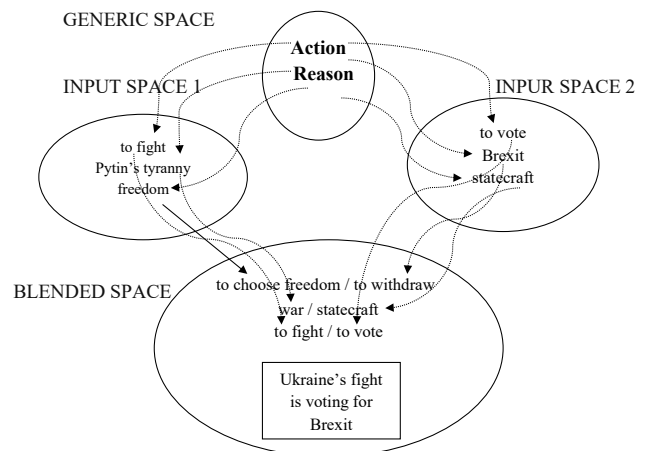 GENERIC SPACE
Action
Reason
INPUT SPACE 1
INPUR SPACE 2
to fight
Pytin’s tyranny
freedom
to vote
Brexit
statecraft
BLENDED SPACE
to choose freedom / to withdraw
war / statecraft
to fight / to vote
Ukraine’s fight
is voting for
Brexit